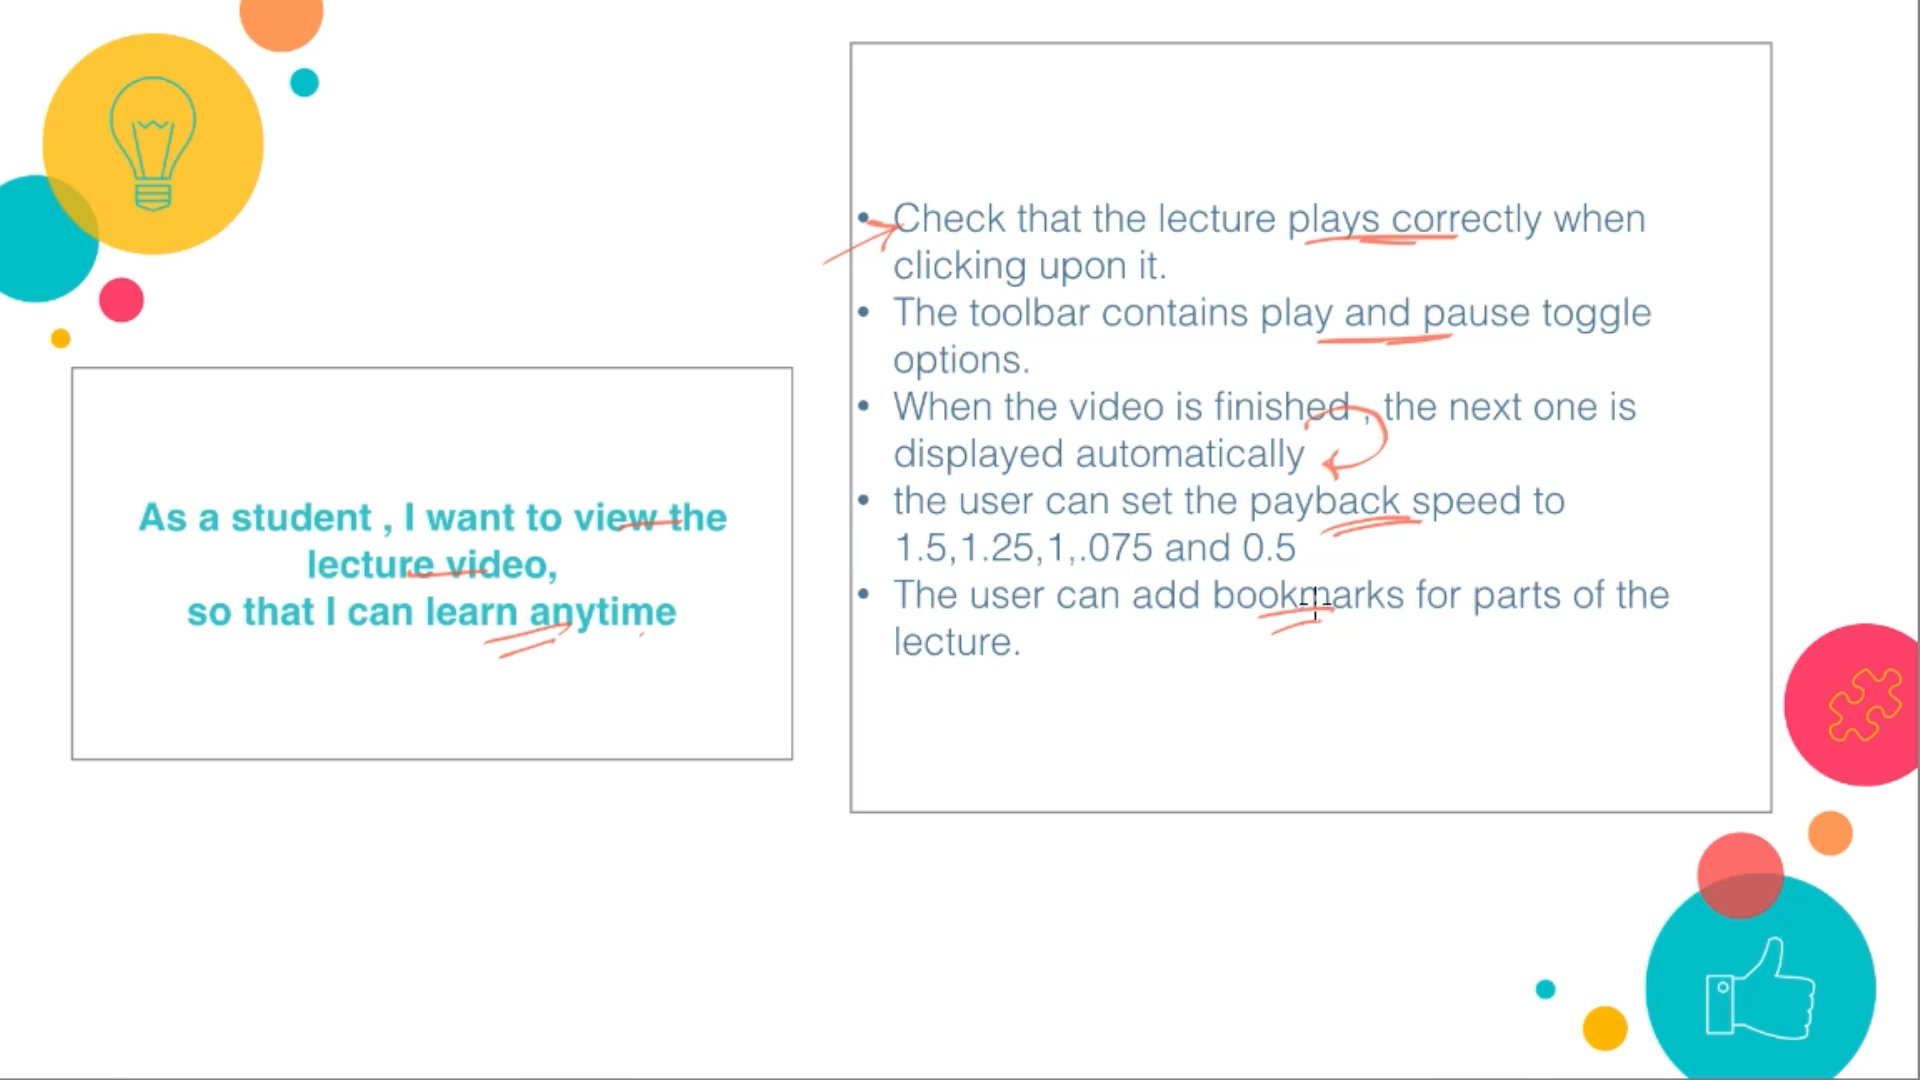 As a student , I want to view the
lecture video,
so that I can learn anytime
• Check that the lecture plays correctly when
clicking upon it.
• The toolbar contains play and pause toggle
options.
• When the video is finished , the next one is
displayed automatically
• the user can set the payback speed to
1.5,1.25,1,.075 and 0.5
• The user can add bookmarks for parts of the
lecture.